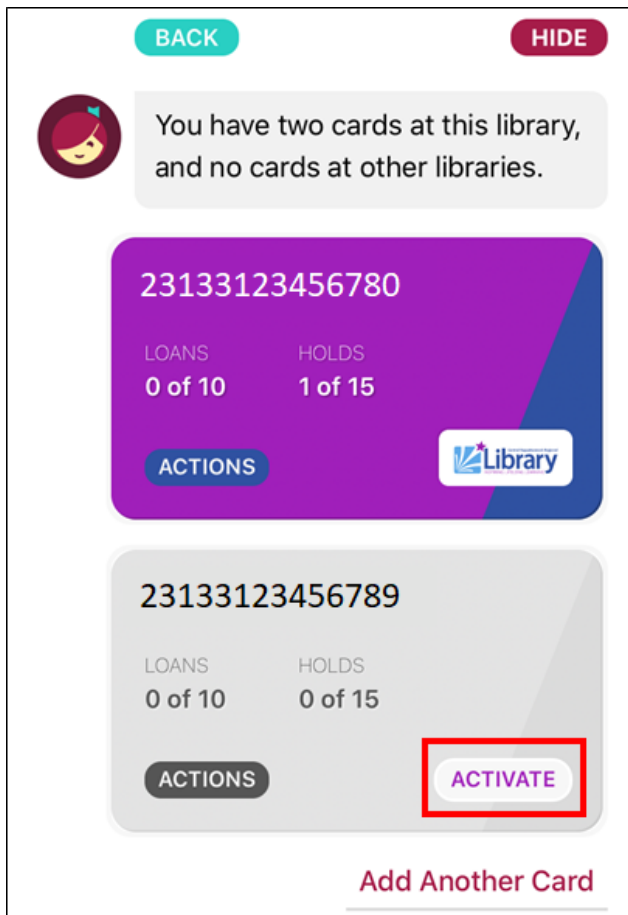 BACK
HIDE
You have two cards at this library,
and no cards at other libraries.
23133123456780
LOANS
HOLDS
0 of 10
1 of 15
ACTIONS
Library
23133123456789
LOANS
HOLDS
0 of 10
0 of 15
ACTIONS
ACTIVATE
Add Another Card